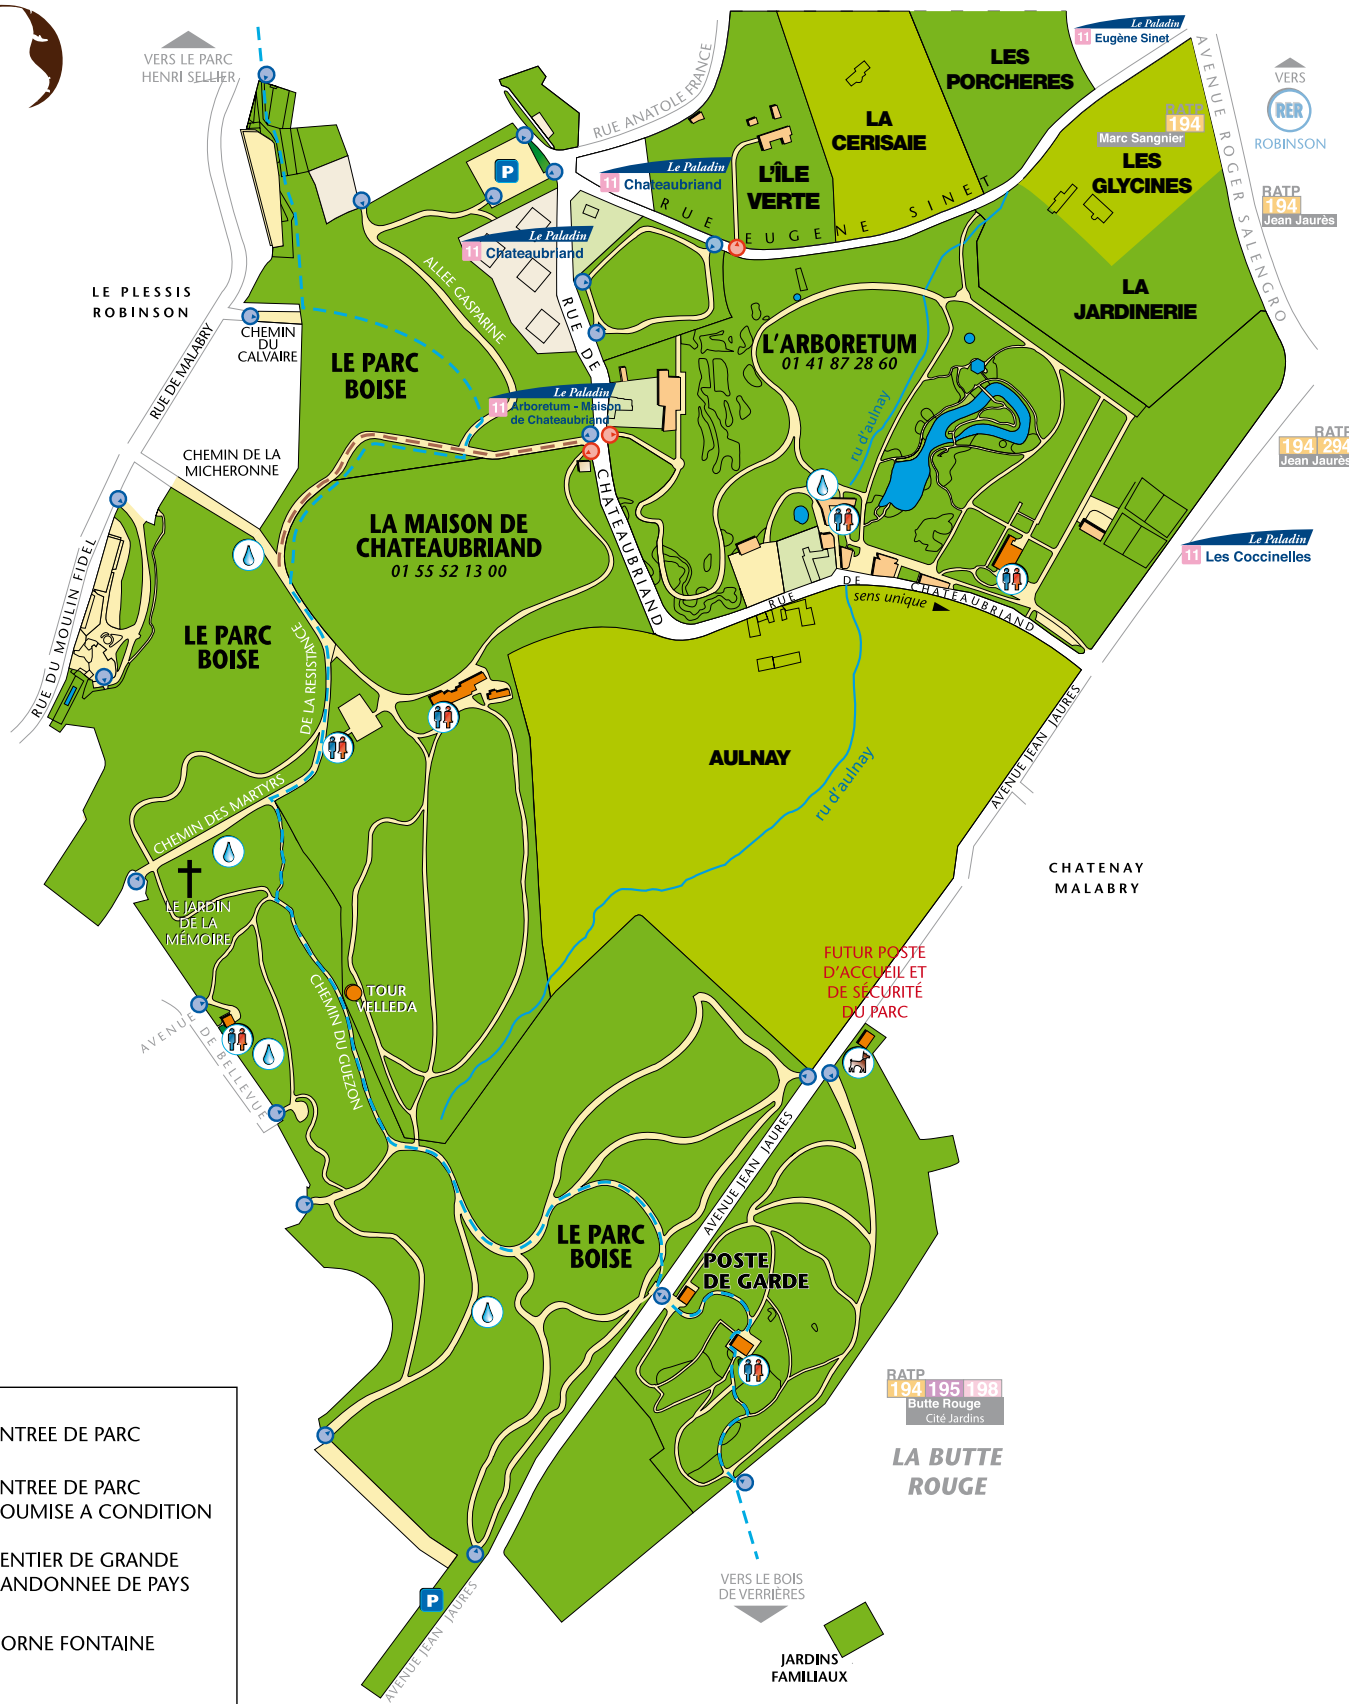 VERS LE PARC
HENRI SELLIER
RUE ANATOLE FRANCE
Le Paladin
11 Eugène Sinet
LES
PORCHERES
AVENUE ROGER SALENGRO
VERS
RER
ROBINSON
LA
CERISAIE
RATP
194
Marc Sangnier
LES
GLYCINES
P
Le Paladin
11 Chateaubriand
L'ÎLE
VERTE
RUE EUGENE SINET
RATP
194
Jean Jaurès
Le Paladin
11 Chateaubriand
ALLEE GASPARINE
LE PLESSIS
ROBINSON
CHEMIN
DU
CALVAIRE
RUE DE MALABRY
LE PARC
BOISE
RUE DE CHATEAUBRIAND
L'ARBORETUM
01 41 87 28 60
LA
JARDINERIE
ru d'aulnay
Le Paladin
11 Arboretum - Maison
de Chateaubriand
RATP
194 294
Jean Jaurès
CHEMIN DE LA
MICHERONNE
LA MAISON DE
CHATEAUBRIAND
01 55 52 13 00
Le Paladin
11 Les Coccinelles
RUE DU MOULIN FIDEL
RUE DE CHATEAUBRIAND
sens unique
LE PARC
BOISE
DE LA RESISTANCE
CHEMIN DES MARTYRS
AULNAY
ru d'aulnay
AVENUE JEAN JAURES
CHATENAY
MALABRY
LE JARDIN
DE LA
MÉMOIRE
TOUR
VELLEDA
CHEMIN DU GUEZON
AVENUE DE BELLEVUE
FUTUR POSTE
D'ACCUEIL ET
DE SÉCURITÉ
DU PARC
AVENUE JEAN JAURES
LE PARC
BOISE
POSTE
DE GARDE
RATP
194 195 198
Butte Rouge
Cité Jardins
LA BUTTE
ROUGE
NTREE DE PARC
NTREE DE PARC
OUMISE A CONDITION
ENTIER DE GRANDE
ANDONNEE DE PAYS
ORNE FONTAINE
P
AVENUE JEAN JAURES
VERS LE BOIS
DE VERRIÈRES
JARDINS
FAMILIAUX